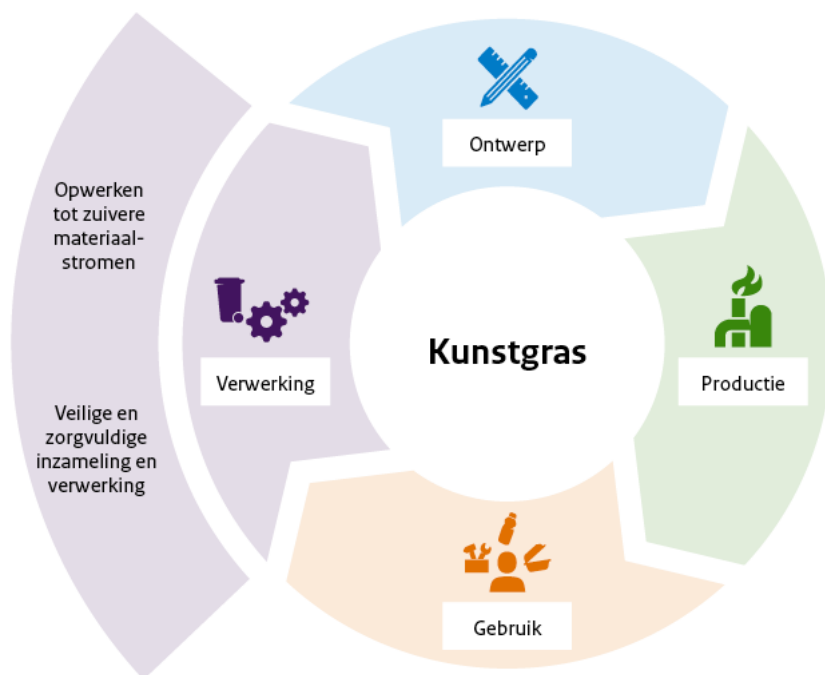 Ontwerp
Opwerken
tot zuivere
materiaal-
stromen
Kunstgras
Verwerking
Productie
Veilige en
zorgvuldige
inzameling en
verwerking
Gebruik